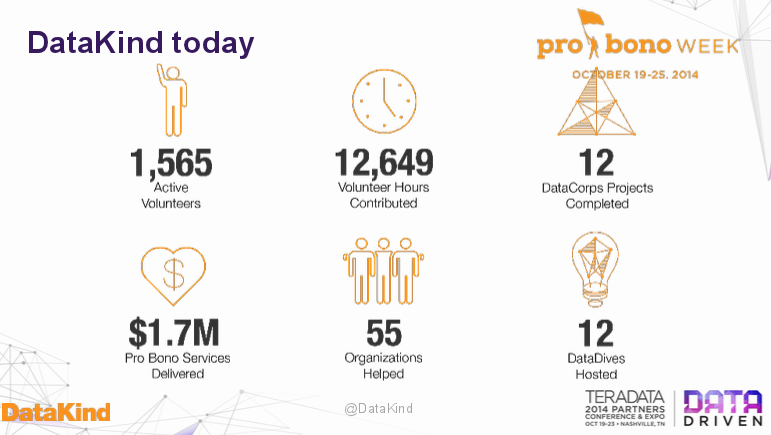 DataKind today
pro bono WEEK
OCTOBER 19-25, 2014
1,565
Active
Volunteers
12,649
Volunteer Hours
Contributed
12
DataCorps Projects
Completed
$
$1.7M
Pro Bono Services
Delivered
55
Organizations
Helped
12
DataDives
Hosted
DataKind
@DataKind
TERADATA
2014 PARTNERS
CONFERENCE & EXPO
OCT 19-23 • NASHVILLE, TN
DATA
DRIVEN